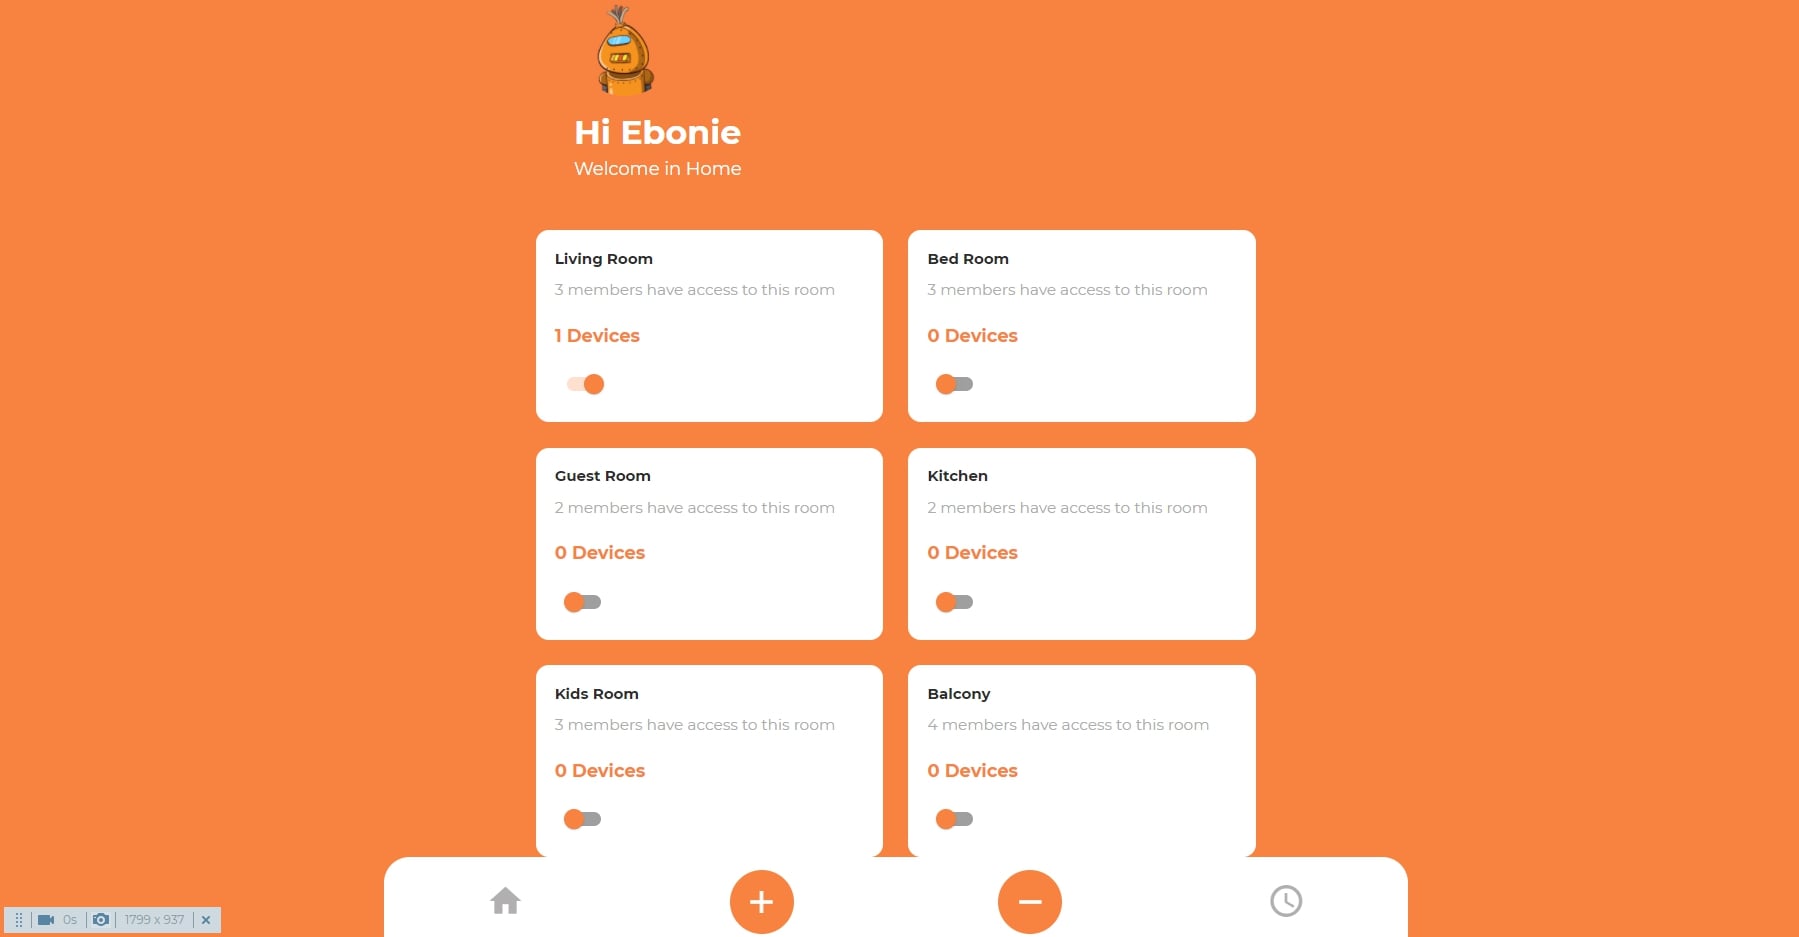 Hi Ebonie
Welcome in Home
Living Room
3 members have access to this room
1 Devices
Bed Room
3 members have access to this room
0 Devices
Guest Room
2 members have access to this room
0 Devices
Kitchen
2 members have access to this room
0 Devices
Kids Room
3 members have access to this room
0 Devices
Balcony
4 members have access to this room
0 Devices
0s
1799 x 937